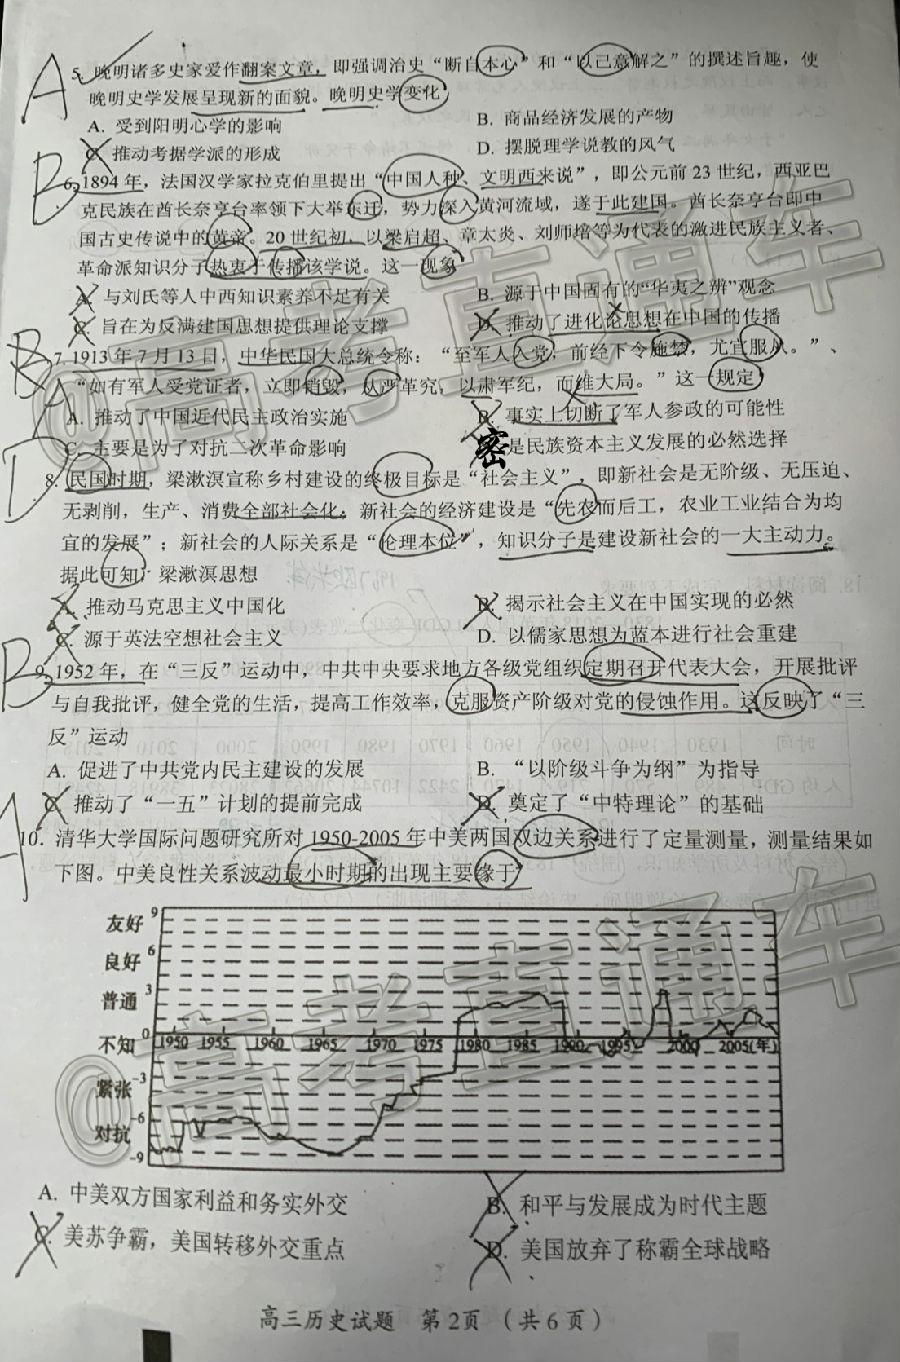 5. 晚明诸多史家爱作翻案文章，即强调治史“断自本心”和“以己意解之”的撰述旨趣，使
晚明史学发展呈现新的面貌。晚明史学变化
A. 受到阳明心学的影响
B. 商品经济发展的产物
C. 推动考据学派的形成
D. 摆脱理学说教的风气
6. 1894年，法国汉学家拉克伯里提出“中国人种、文明西来说”，即公元前23世纪，西亚巴
克民族在酋长奈亨台率领下大举东迁，势力深入黄河流域，遂于此建国。酋长奈亨台即中
国古史传说中的黄帝。20世纪初，以梁启超、章太炎、刘师培等为代表的激进民族主义者、
革命派知识分子热衷于传播该学说。这一现象
A. 与刘氏等人中西知识素养不足有关
B. 源于中国固有的“华夷之辨”观念
C. 旨在为反满建国思想提供理论支撑
D. 推动了进化论思想在中国的传播
7. 1913年7月13日，中华民国大总统令称：“至军人入党，前经下令施禁，尤宜服从。”、
“如有军人受党证者，立即销毁，从严革究，以肃军纪，而维大局。”这一规定
A. 推动了中国近代民主政治实施
B. 事实上切断了军人参政的可能性
C. 主要是为了对抗二次革命影响
密 是民族资本主义发展的必然选择
8. 民国时期，梁漱溟宣称乡村建设的终极目标是“社会主义”，即新社会是无阶级、无压迫、
无剥削，生产、消费全部社会化；新社会的经济建设是“先农而后工，农业工业结合为均
宜的发展”；新社会的人际关系是“伦理本位”，知识分子是建设新社会的一大主动力。
据此可知，梁漱溟思想
A. 推动马克思主义中国化
B. 揭示社会主义在中国实现的必然
C. 源于英法空想社会主义
D. 以儒家思想为蓝本进行社会重建
9. 1952年，在“三反”运动中，中共中央要求地方各级党组织定期召开代表大会，开展批评
与自我批评，健全党的生活，提高工作效率，克服资产阶级对党的侵蚀作用。这反映了“三
反”运动
A. 促进了中共党内民主建设的发展
B. “以阶级斗争为纲”为指导
C. 推动了“一五”计划的提前完成
D. 奠定了“中特理论”的基础
10. 清华大学国际问题研究所对1950-2005年中美两国双边关系进行了定量测量，测量结果如
下图。中美良性关系波动最小时期的出现主要缘于
友好 9
良好 6
普通 3
不知 0 1950 1955 1960 1965 1970 1975 1980 1985 1990 1995 2000 2005(年)
紧张 -3
对抗 -6
-9
A. 中美双方国家利益和务实外交
B. 和平与发展成为时代主题
C. 美苏争霸，美国转移外交重点
D. 美国放弃了称霸全球战略
高三历史试题 第2页（共6页）
@高考直通车
@高考直通车
A
B
B
A
D
B
A